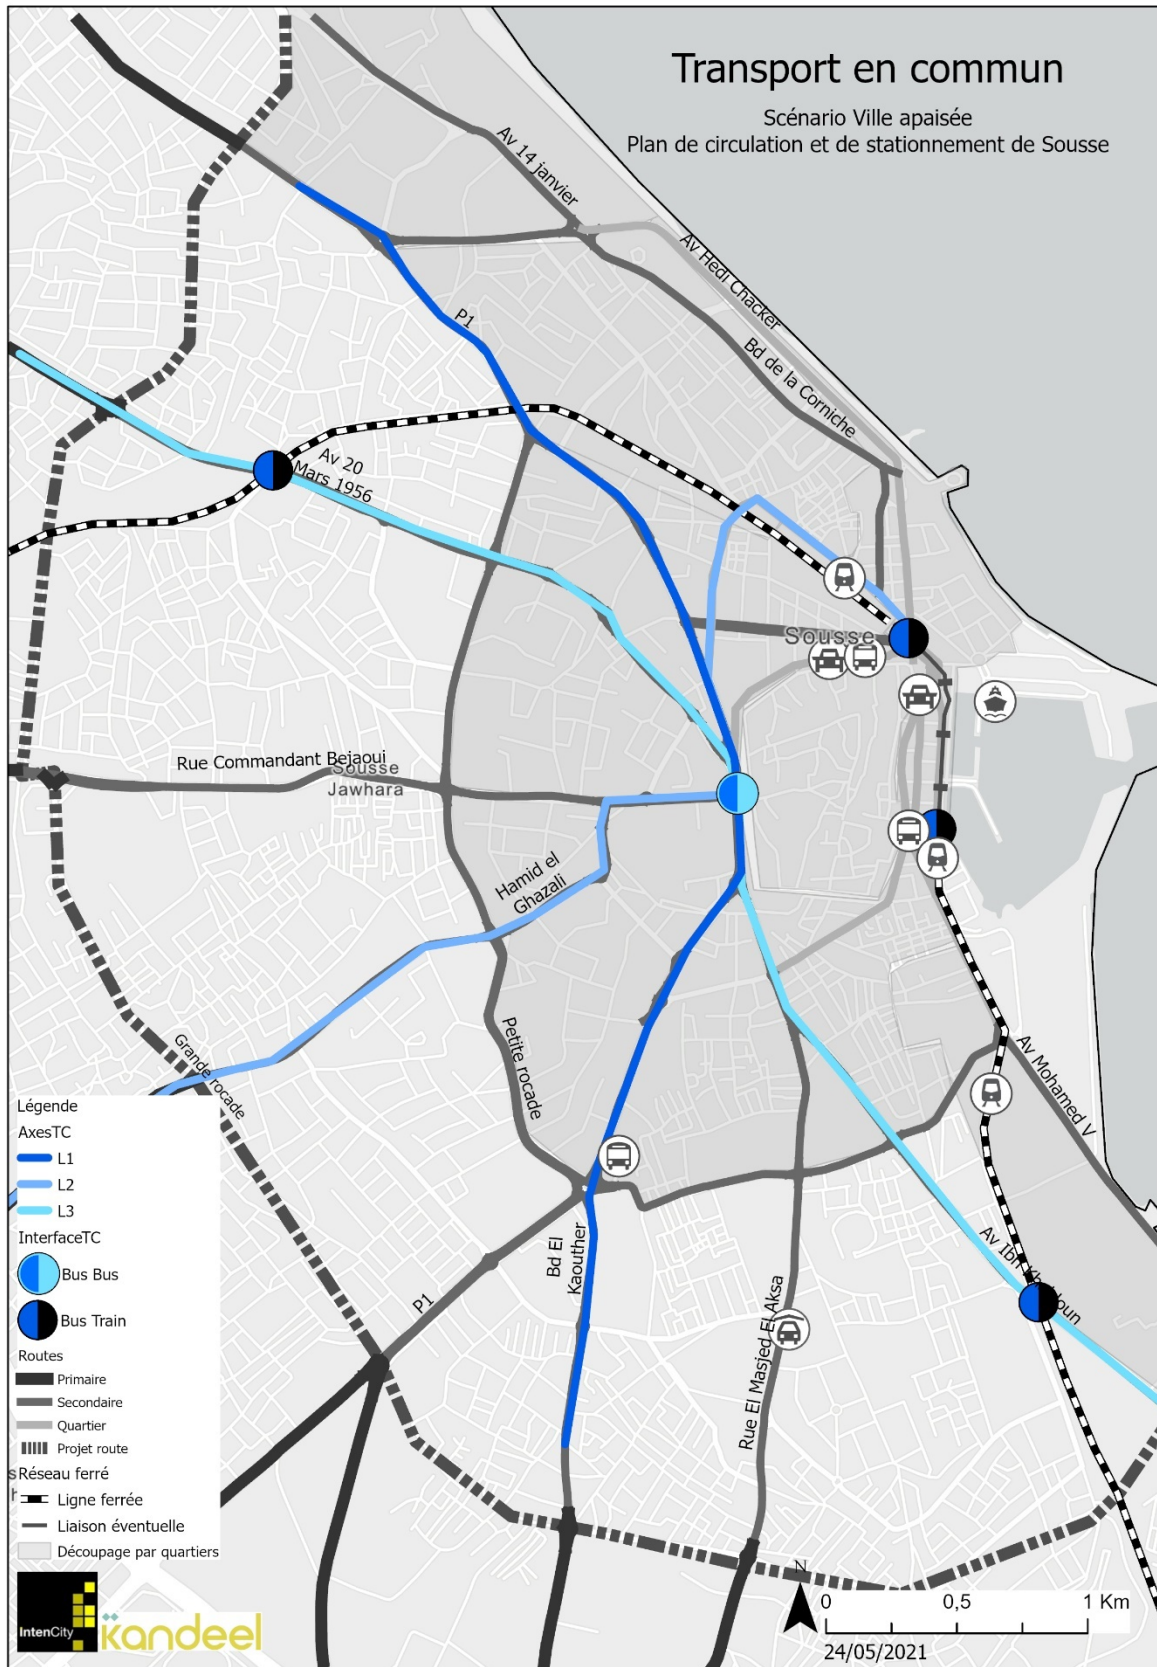 Transport en commun
Scénario Ville apaisée
Plan de circulation et de stationnement de Sousse
Av 14 janvier
Av Hedi Chacker
P1
Bd de la Corniche
Av 20
Mars 1956
Sousse
Rue Commandant Bejaoui
Sousse
Jawhara
Hamid el
Ghazali
Petite rocade
Grande rocade
Av Mohamed V
Bd El
Kaouther
Av Ibn
P1
Rue El Masjed El Aksa
Légende
AxesTC
L1
L2
L3
InterfaceTC
Bus Bus
Bus Train
Routes
Primaire
Secondaire
Quartier
Projet route
Réseau ferré
Ligne ferrée
Liaison éventuelle
Découpage par quartiers
IntenCity
kandeel
N
0 0,5 1 Km
24/05/2021